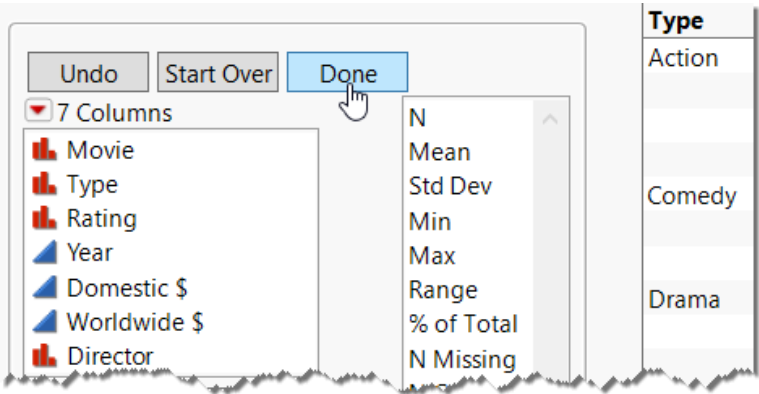 Undo
Start Over
Done
7 Columns
Movie
Type
Rating
Year
Domestic $
Worldwide $
Director
N
Mean
Std Dev
Min
Max
Range
% of Total
N Missing
Type
Action
Comedy
Drama